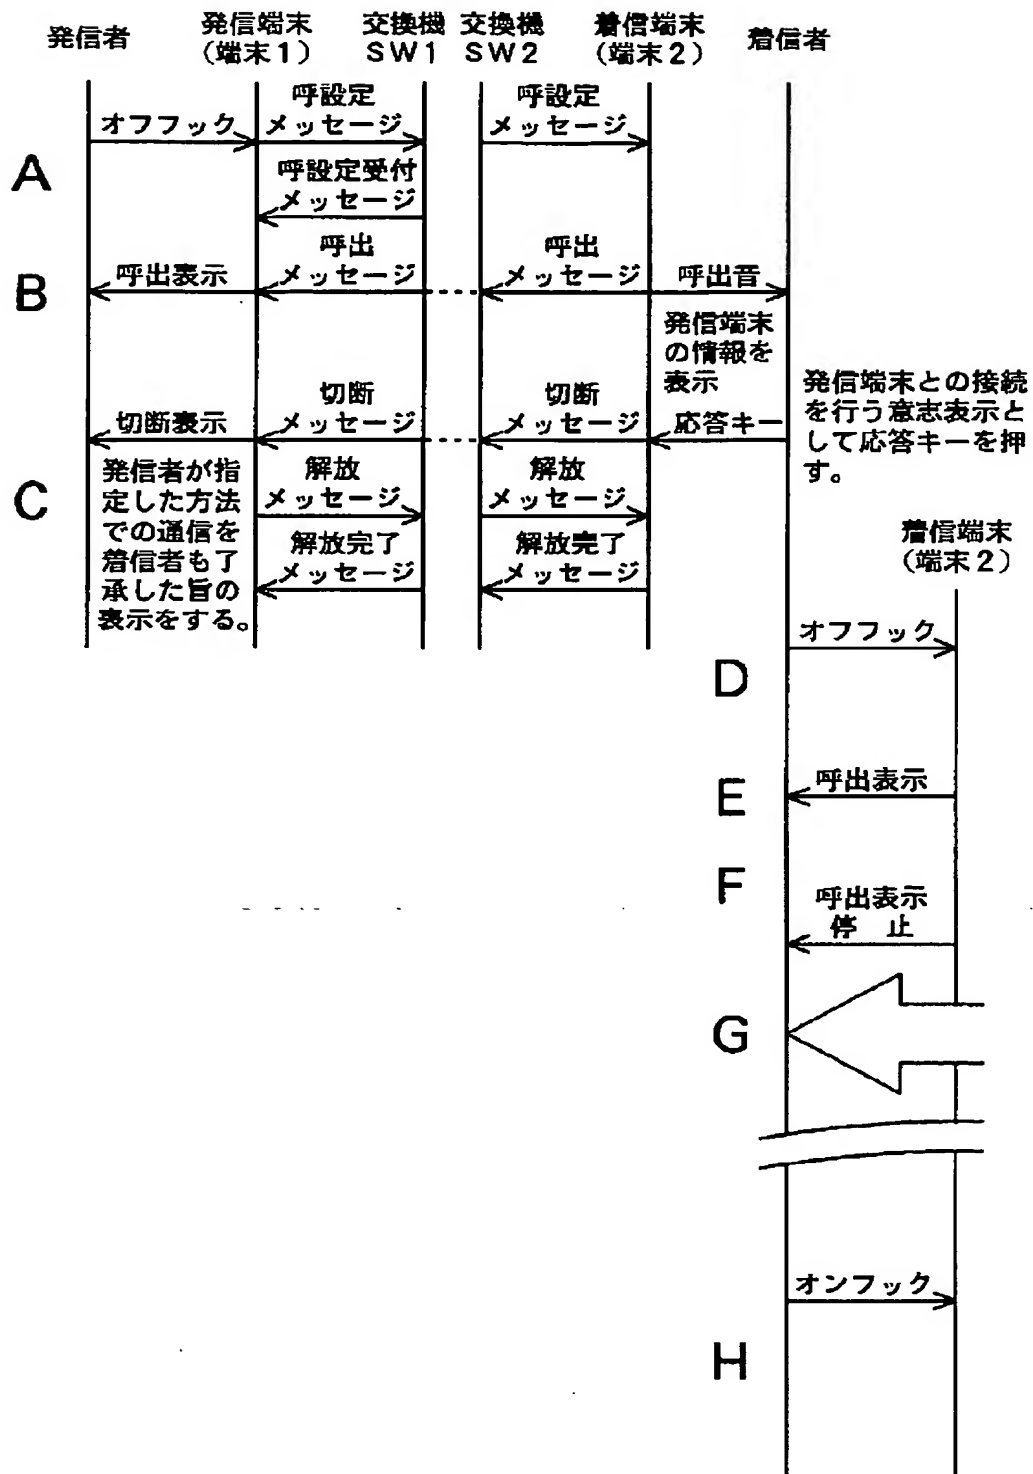 発信者
発信端末
(端末1)
交換機
SW1
交換機
SW2
着信端末
(端末2)
着信者
オフフック
呼設定
メッセージ
呼設定
メッセージ
A
呼設定受付
メッセージ
B
呼出表示
呼出
メッセージ
呼出
メッセージ
呼出音
発信端末
の情報を
表示
切断表示
切断
メッセージ
切断
メッセージ
応答キー
発信端末との接続
を行う意志表示と
して応答キーを押
す。
C
発信者が指
定した方法
での通信を
着信者も了
承した旨の
表示をする。
解放
メッセージ
解放
メッセージ
解放完了
メッセージ
解放完了
メッセージ
着信端末
(端末2)
オフフック
D
E
呼出表示
F
呼出表示
停 止
G
オンフック
H